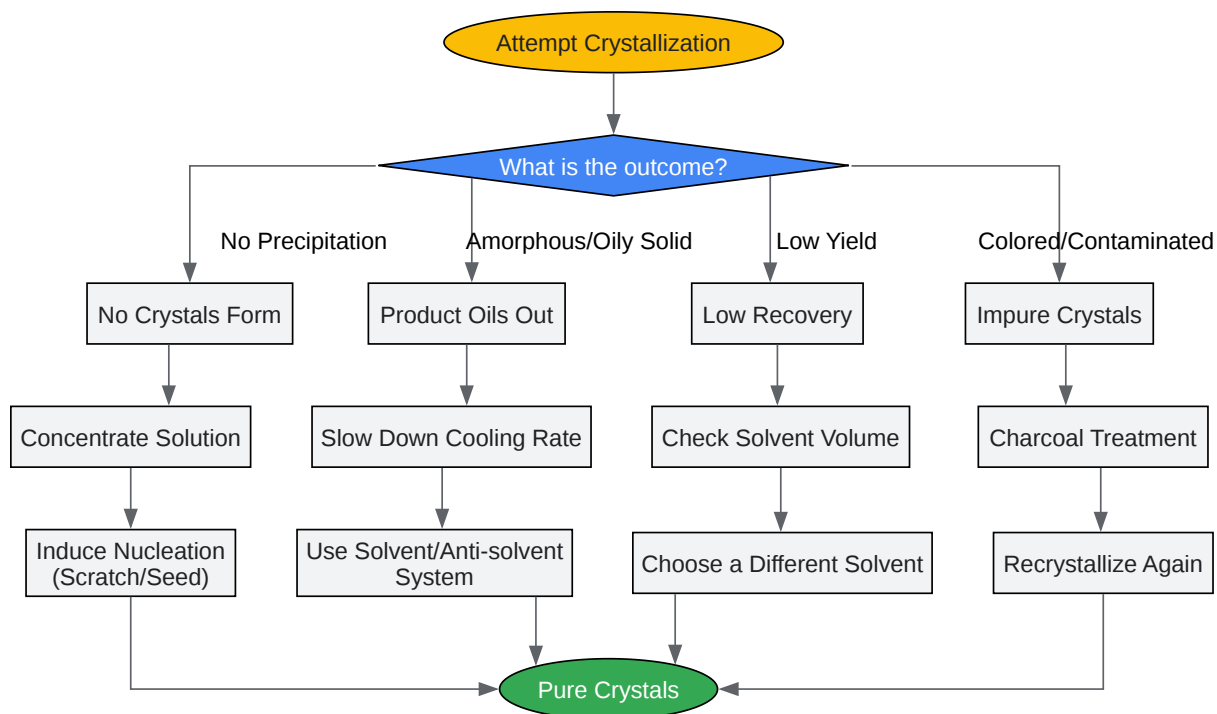 Attempt Crystallization
What is the outcome?
No Precipitation
Amorphous/Oily Solid
Low Yield
Colored/Contaminated
No Crystals Form
Product Oils Out
Low Recovery
Impure Crystals
Concentrate Solution
Slow Down Cooling Rate
Check Solvent Volume
Charcoal Treatment
Induce Nucleation
(Scratch/Seed)
Use Solvent/Anti-solvent
System
Choose a Different Solvent
Recrystallize Again
Pure Crystals